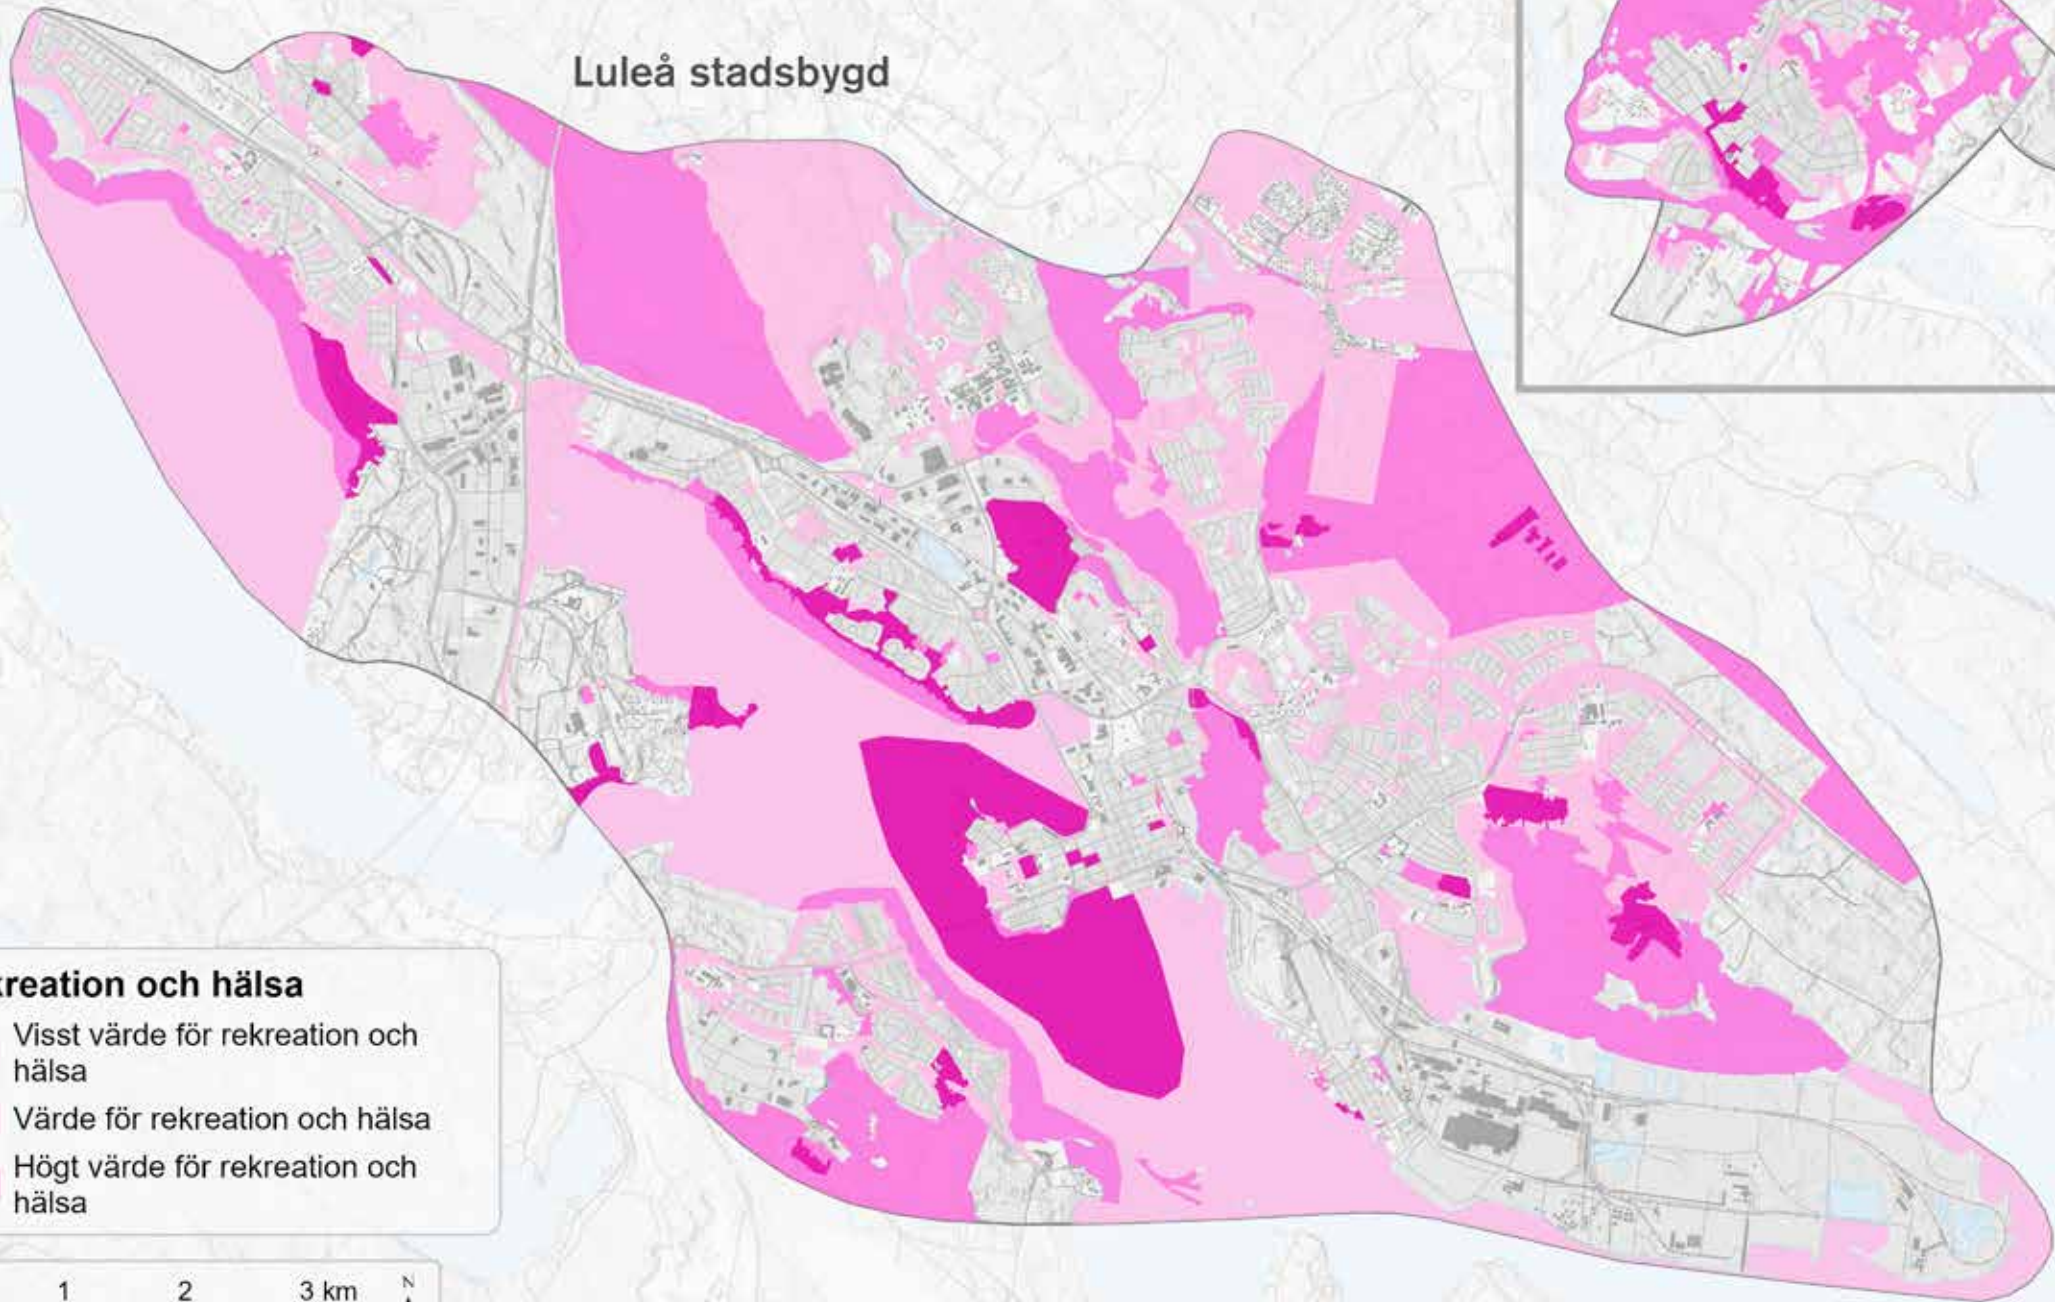 Luleå stadsbygd
kreation och hälsa
Visst värde för rekreation och
hälsa
Värde för rekreation och hälsa
Högt värde för rekreation och
hälsa
1 2 3 km
N